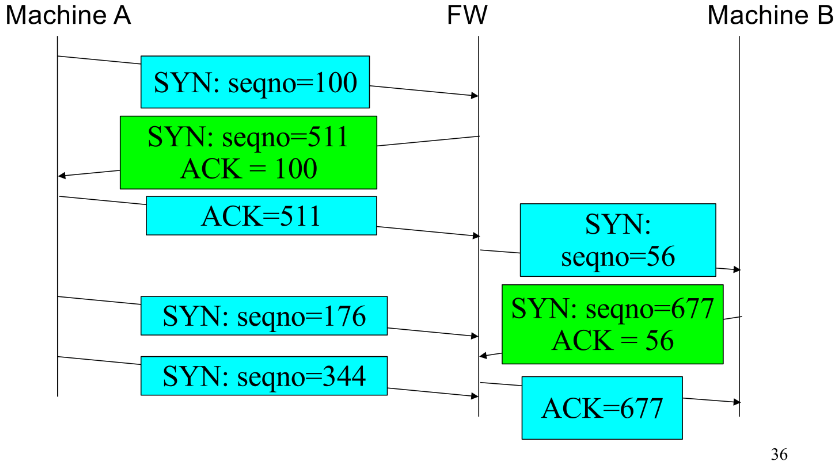 Machine A
FW
Machine B
SYN: seqno=100
SYN: seqno=511
ACK = 100
ACK=511
SYN:
seqno=56
SYN: seqno=176
SYN: seqno=677
ACK = 56
SYN: seqno=344
ACK=677
36